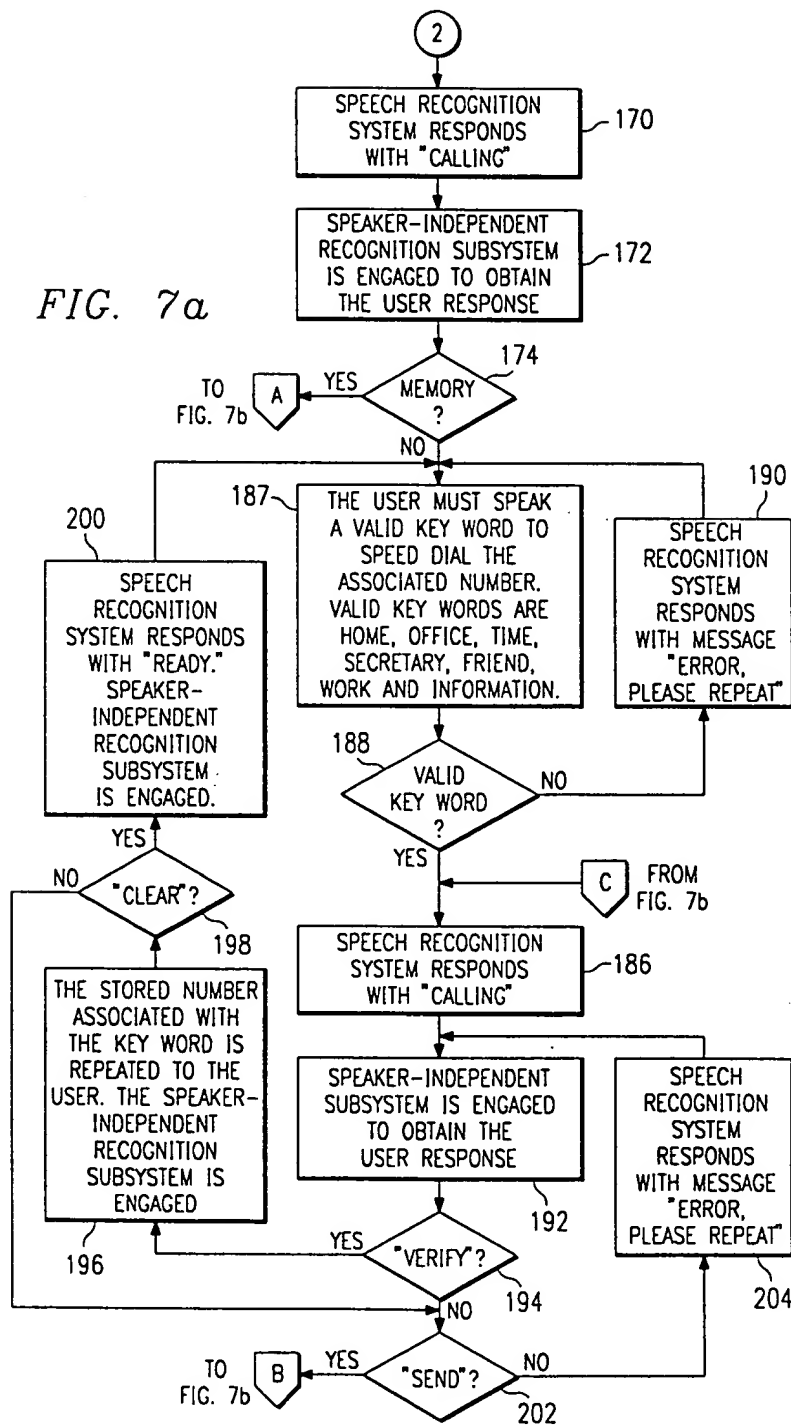 2
SPEECH RECOGNITION
SYSTEM RESPONDS
WITH "CALLING"
170
SPEAKER-INDEPENDENT
RECOGNITION SUBSYSTEM
IS ENGAGED TO OBTAIN
THE USER RESPONSE
172
FIG. 7a
174
MEMORY
?
YES
A
TO
FIG. 7b
NO
187
THE USER MUST SPEAK
A VALID KEY WORD TO
SPEED DIAL THE
ASSOCIATED NUMBER.
VALID KEY WORDS ARE
HOME, OFFICE, TIME,
SECRETARY, FRIEND,
WORK AND INFORMATION.
190
SPEECH
RECOGNITION
SYSTEM
RESPONDS
WITH MESSAGE
"ERROR,
PLEASE REPEAT"
200
SPEECH
RECOGNITION
SYSTEM RESPONDS
WITH "READY."
SPEAKER-
INDEPENDENT
RECOGNITION
SUBSYSTEM
IS ENGAGED.
188
VALID
KEY WORD
?
NO
YES
YES
NO
"CLEAR"?
198
C
FROM
FIG. 7b
SPEECH RECOGNITION
SYSTEM RESPONDS
WITH "CALLING"
186
THE STORED NUMBER
ASSOCIATED WITH
THE KEY WORD IS
REPEATED TO THE
USER. THE SPEAKER-
INDEPENDENT
RECOGNITION
SUBSYSTEM IS
ENGAGED
196
SPEAKER-INDEPENDENT
SUBSYSTEM IS ENGAGED
TO OBTAIN THE
USER RESPONSE
192
SPEECH
RECOGNITION
SYSTEM
RESPONDS
WITH MESSAGE
"ERROR,
PLEASE REPEAT"
204
YES
"VERIFY"?
194
NO
TO
FIG. 7b
B
YES
"SEND"?
NO
202